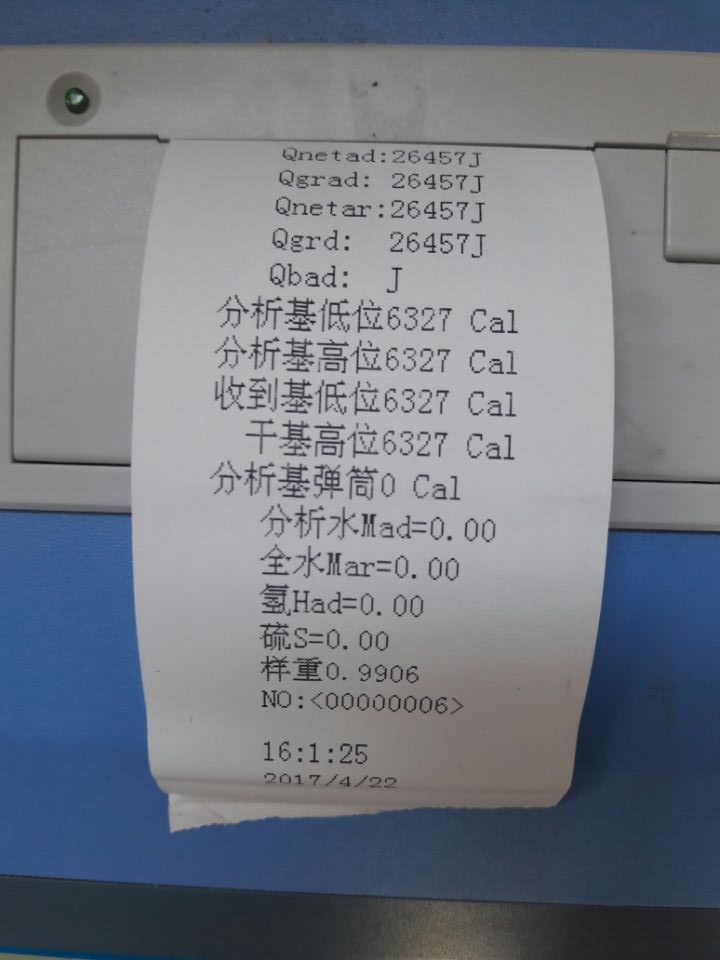 Qnetad:26457J
Qgrad: 26457J
Qnetar:26457J
Qgrd: 26457J
Qbad: J
分析基低位6327 Cal
分析基高位6327 Cal
收到基低位6327 Cal
干基高位6327 Cal
分析基弹筒0 Cal
分析水Mad=0.00
全水Mar=0.00
氢Had=0.00
硫S=0.00
样重0.9906
NO:<00000006>
16:1:25
2017/4/22